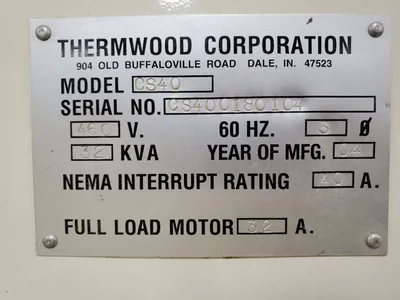 THERMWOOD CORPORATION
904 OLD BUFFALOVILLE ROAD DALE, IN. 47523
MODEL CS40
SERIAL NO. CS400180104
460 V. 60 HZ. 3 Ø
32 KVA YEAR OF MFG. 04
NEMA INTERRUPT RATING 40 A.
FULL LOAD MOTOR 32 A.